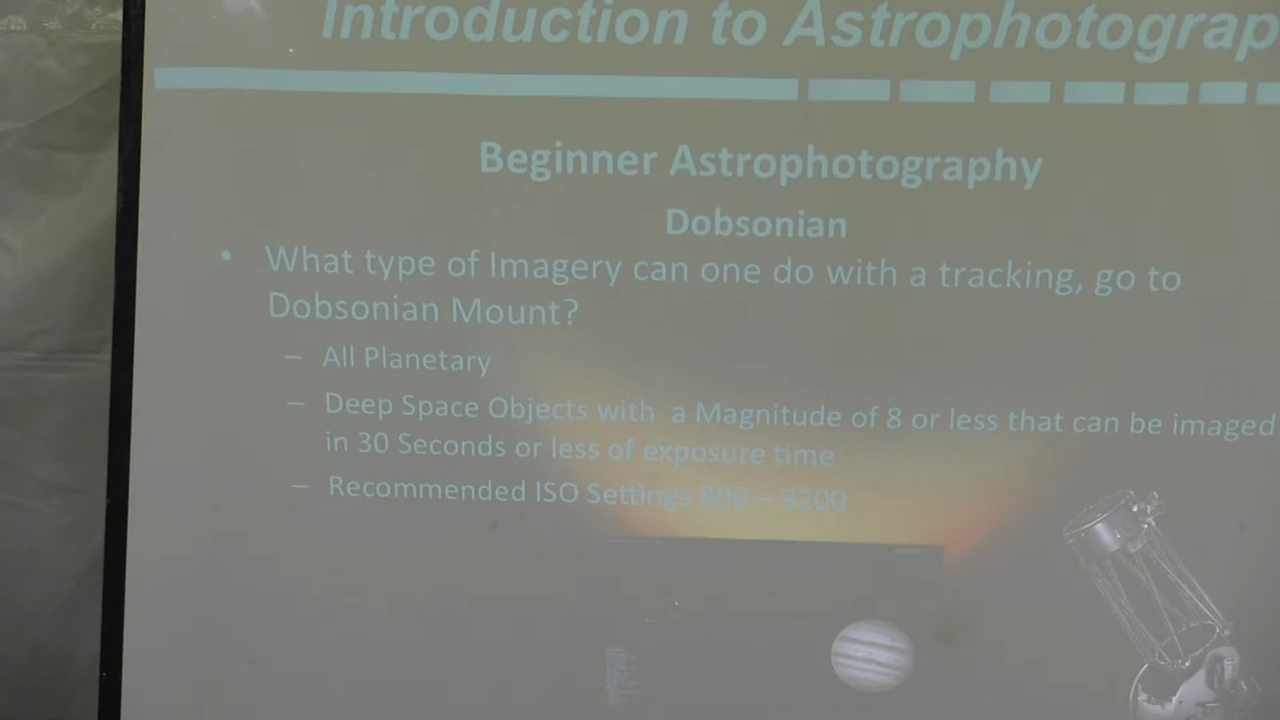 Introduction to Astrophotograp
Beginner Astrophotography
Dobsonian
• What type of Imagery can one do with a tracking, go to
Dobsonian Mount?
– All Planetary
– Deep Space Objects with a Magnitude of 8 or less that can be imaged
in 30 Seconds or less of exposure time
– Recommended ISO Settings 800 – 3200